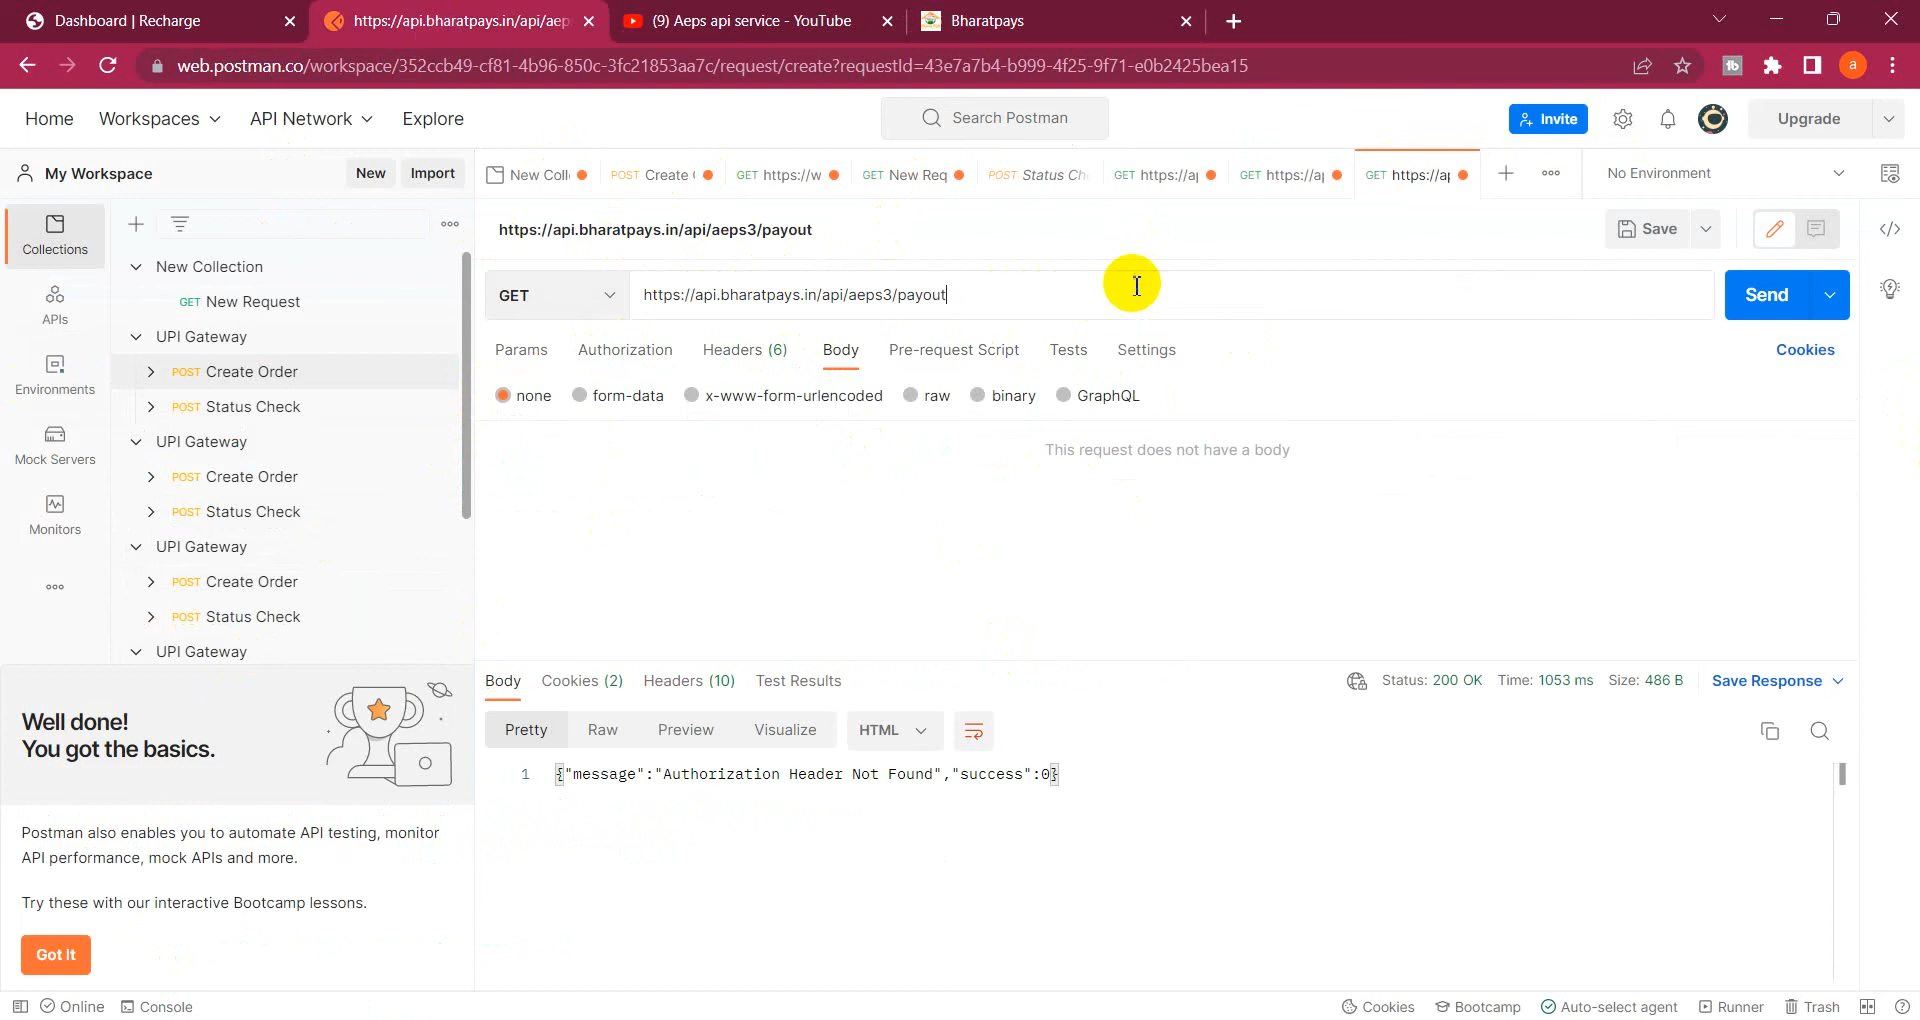 Dashboard | Recharge
https://api.bharatpays.in/api/aep
(9) Aeps api service - YouTube
Bharatpays
web.postman.co/workspace/352ccb49-cf81-4b96-850c-3fc21853aa7c/request/create?requestId=43e7a7b4-b999-4f25-9f71-e0b2425bea15
tb
a
Home Workspaces API Network Explore
Search Postman
Invite
Upgrade
My Workspace
New
Import
New Coll
POST Create
GET https://w
GET New Req
POST Status Ch
GET https://a
GET https://a
GET https://a
No Environment
Collections
APIs
Environments
Mock Servers
Monitors
New Collection
GET New Request
UPI Gateway
POST Create Order
POST Status Check
UPI Gateway
POST Create Order
POST Status Check
UPI Gateway
POST Create Order
POST Status Check
UPI Gateway
https://api.bharatpays.in/api/aeps3/payout
Save
GET
https://api.bharatpays.in/api/aeps3/payout
Send
Params Authorization Headers (6) Body Pre-request Script Tests Settings
Cookies
none form-data x-www-form-urlencoded raw binary GraphQL
This request does not have a body
Body Cookies (2) Headers (10) Test Results
Status: 200 OK Time: 1053 ms Size: 486 B Save Response
Pretty Raw Preview Visualize HTML
1 {"message":"Authorization Header Not Found","success":0}
Well done!
You got the basics.
Postman also enables you to automate API testing, monitor
API performance, mock APIs and more.
Try these with our interactive Bootcamp lessons.
Got It
Online
Console
Cookies
Bootcamp
Auto-select agent
Runner
Trash